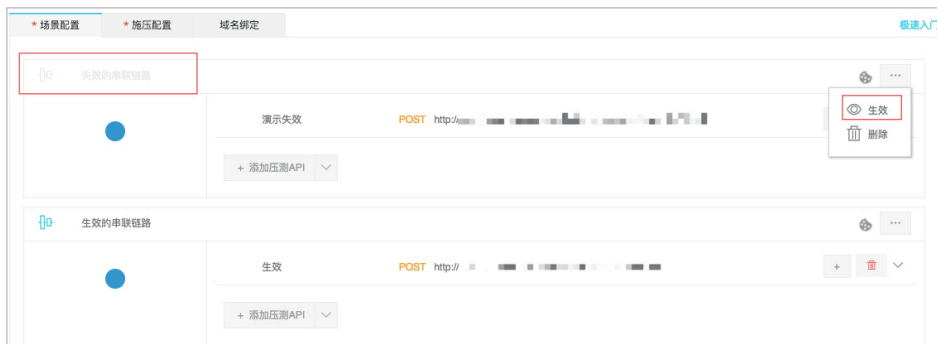 * 场景配置 * 施压配置 域名绑定 极速入门
失效的串联链路 ...
生效
删除
演示失效 POST http://
+ 添加压测API
生效的串联链路 ...
生效 POST http:// +
+ 添加压测API